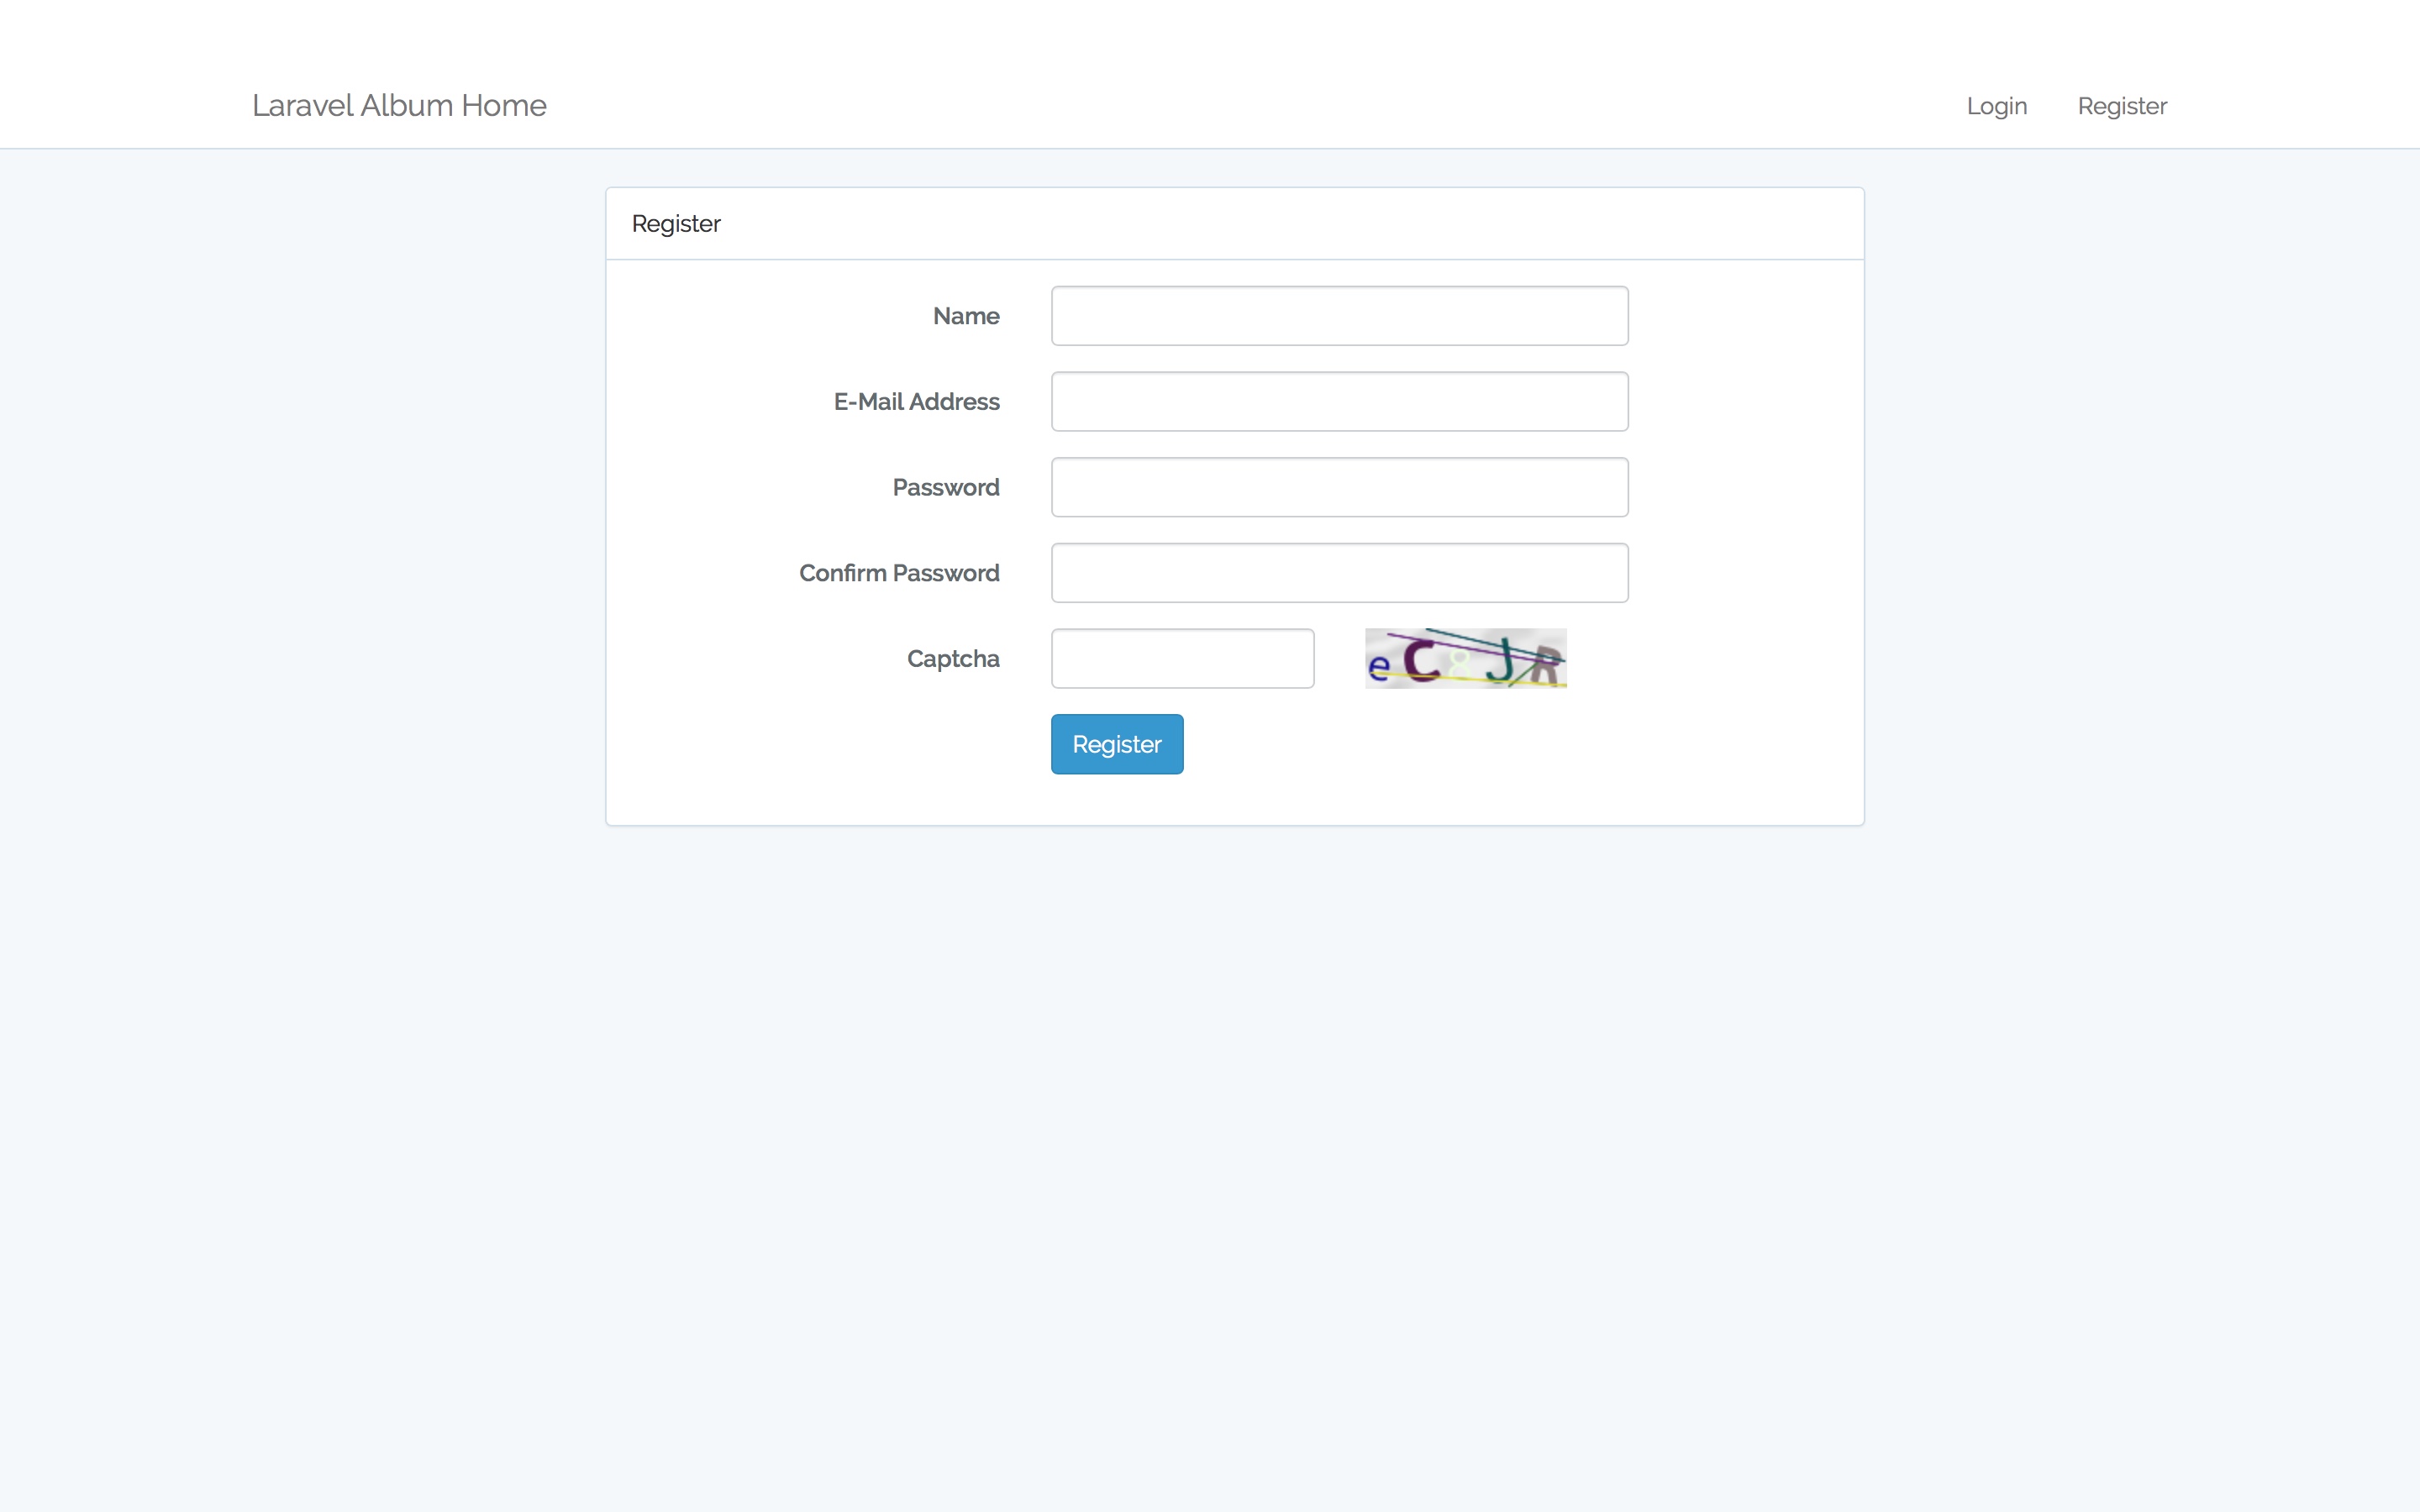 Laravel Album Home Login Register
Register
Name
E-Mail Address
Password
Confirm Password
Captcha eC8JR
Register